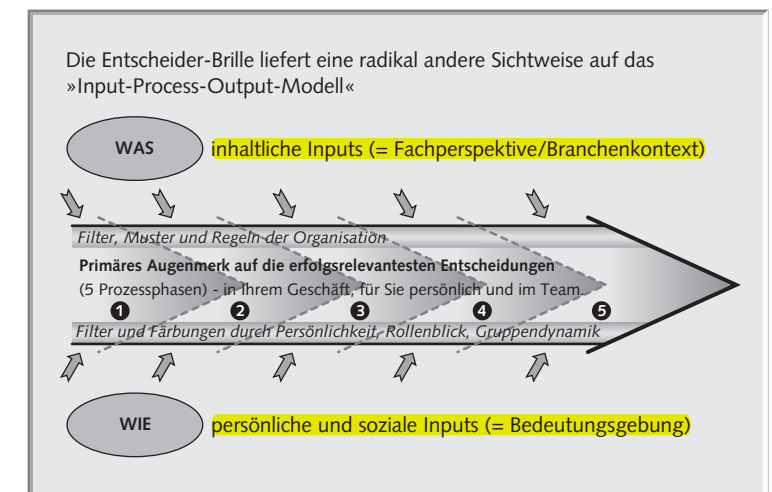 Die Entscheider-Brille liefert eine radikal andere Sichtweise auf das
»Input-Process-Output-Modell«
WAS
inhaltliche Inputs (= Fachperspektive/Branchenkontext)
Filter, Muster und Regeln der Organisation
Primäres Augenmerk auf die erfolgsrelevantesten Entscheidungen
(5 Prozessphasen) - in Ihrem Geschäft, für Sie persönlich und im Team.
1 2 3 4 5
Filter und Färbungen durch Persönlichkeit, Rollenblick, Gruppendynamik
WIE
persönliche und soziale Inputs (= Bedeutungsgebung)